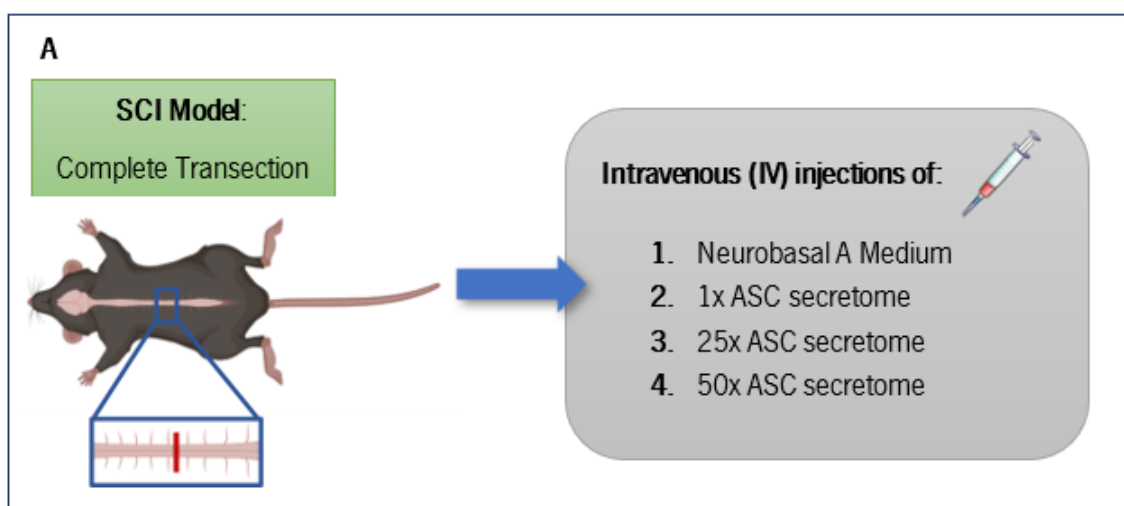 A
SCI Model:
Complete Transection
Intravenous (IV) injections of:
1. Neurobasal A Medium
2. 1x ASC secretome
3. 25x ASC secretome
4. 50x ASC secretome